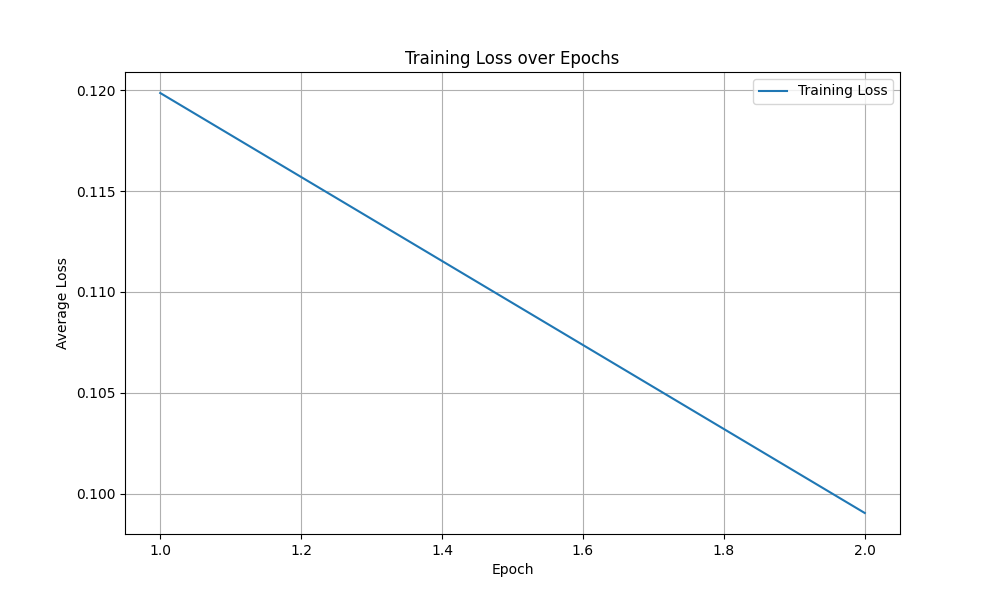 Training Loss over Epochs
Training Loss
0.120
0.115
0.110
0.105
0.100
Average Loss
1.0 1.2 1.4 1.6 1.8 2.0
Epoch